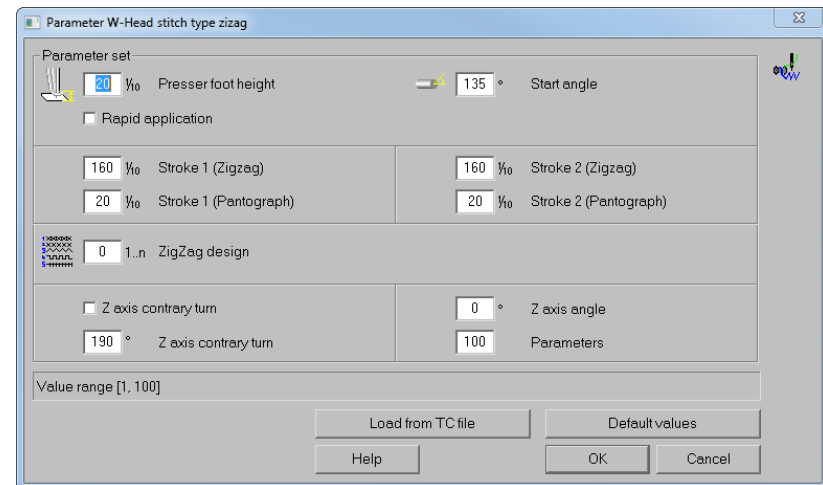 Parameter W-Head stitch type zizag
Parameter set
20 1/10 Presser foot height 135 ° Start angle
Rapid application
160 1/10 Stroke 1 (Zigzag) 160 1/10 Stroke 2 (Zigzag)
20 1/10 Stroke 1 (Pantograph) 20 1/10 Stroke 2 (Pantograph)
0 1..n ZigZag design
Z axis contrary turn 0 ° Z axis angle
190 ° Z axis contrary turn 100 Parameters
Value range [1, 100]
Load from TC file Default values
Help OK Cancel